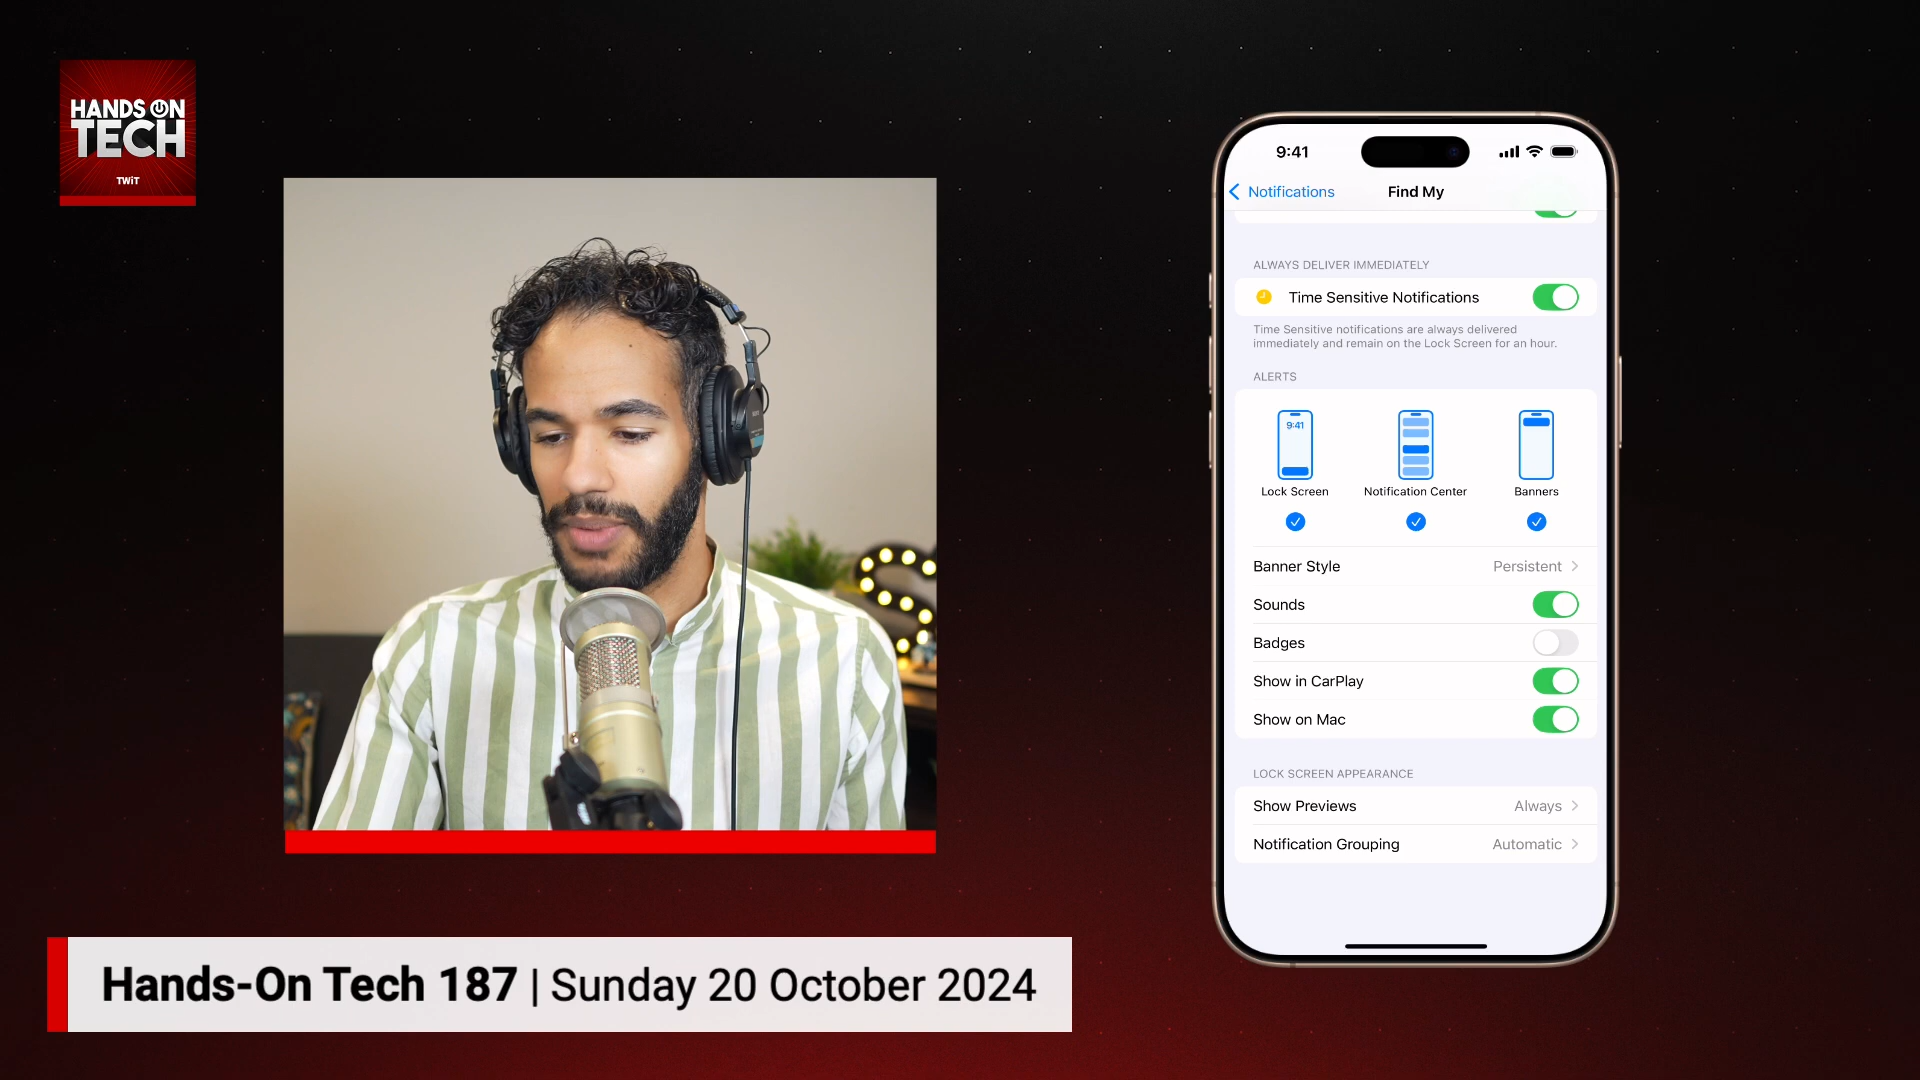 HANDS ON
TECH
TWiT
9:41
Notifications
Find My
ALWAYS DELIVER IMMEDIATELY
Time Sensitive Notifications
Time Sensitive notifications are always delivered
immediately and remain on the Lock Screen for an hour.
ALERTS
9:41
Lock Screen
Notification Center
Banners
Banner Style
Persistent
Sounds
Badges
Show in CarPlay
Show on Mac
LOCK SCREEN APPEARANCE
Show Previews
Always
Notification Grouping
Automatic
Hands-On Tech 187 | Sunday 20 October 2024